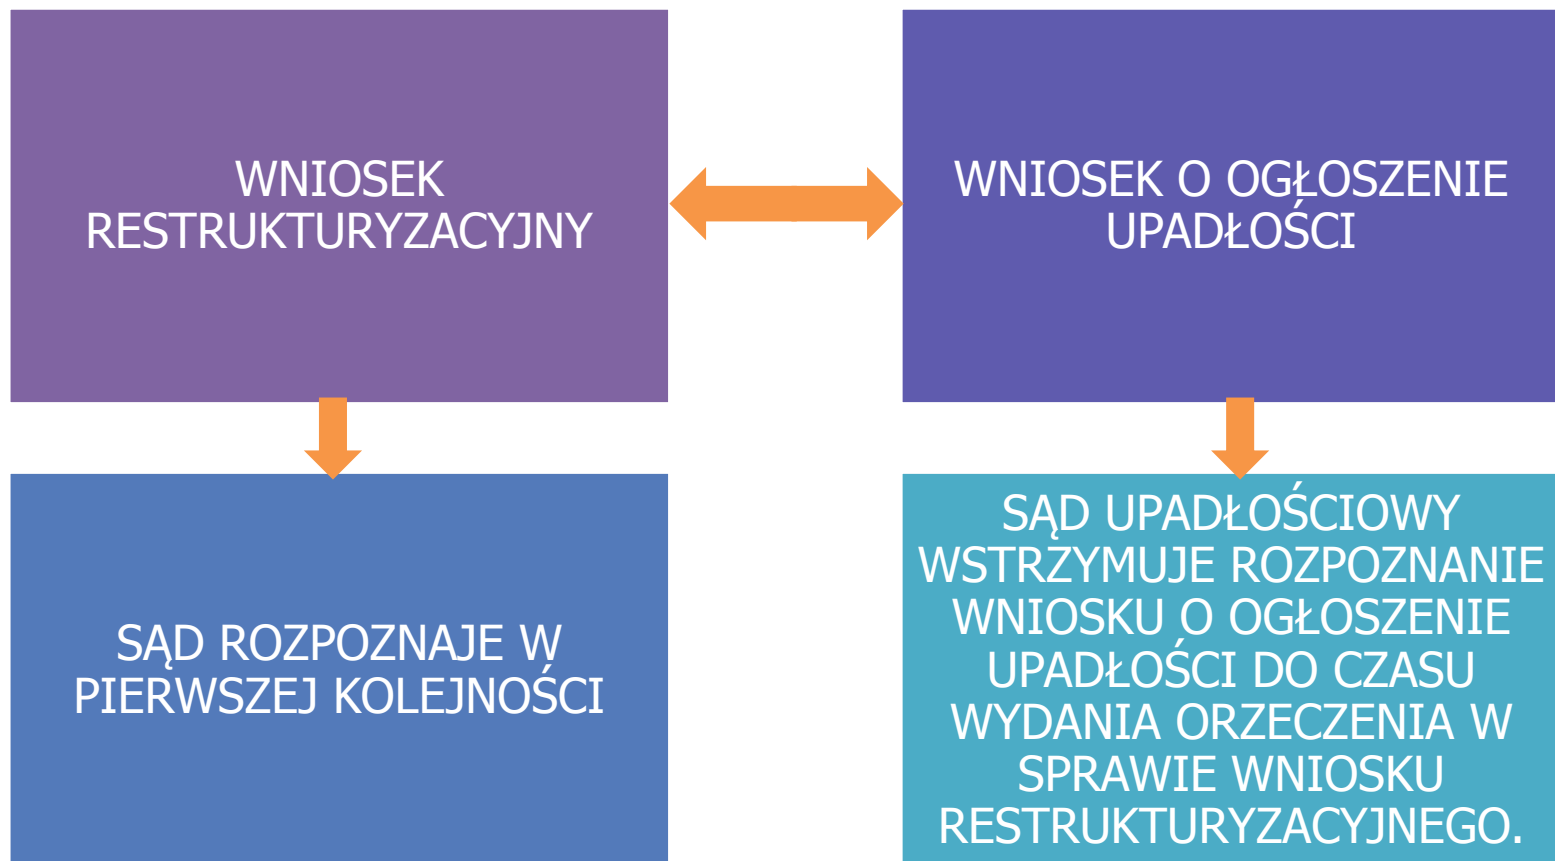 WNIOSEK
RESTRUKTURYZACYJNY
WNIOSEK O OGŁOSZENIE
UPADŁOŚCI
SĄD ROZPOZNAJE W
PIERWSZEJ KOLEJNOŚCI
SĄD UPADŁOŚCIOWY
WSTRZYMUJE ROZPOZNANIE
WNIOSKU O OGŁOSZENIE
UPADŁOŚCI DO CZASU
WYDANIA ORZECZENIA W
SPRAWIE WNIOSKU
RESTRUKTURYZACYJNEGO.